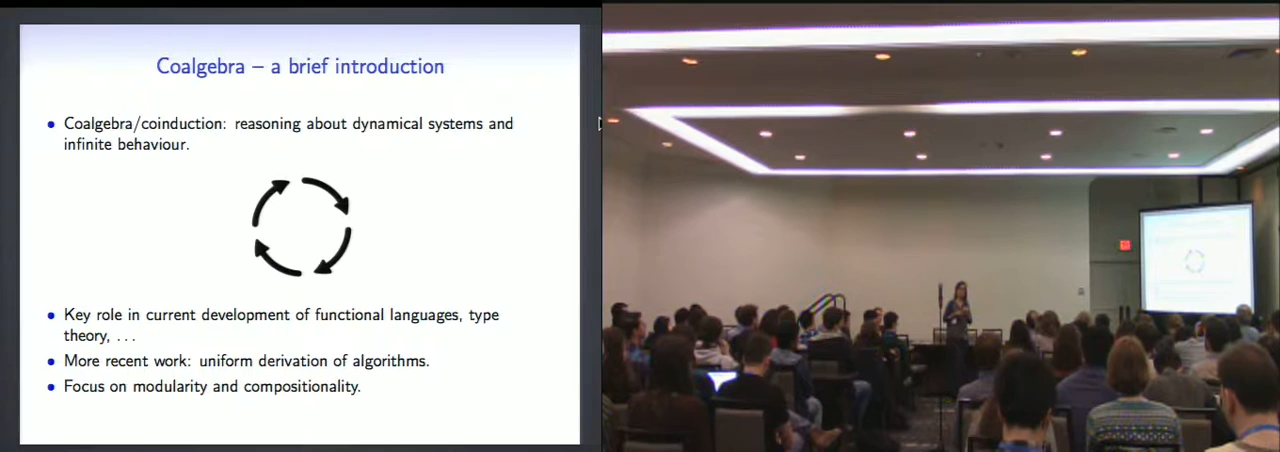 Coalgebra – a brief introduction
• Coalgebra/coinduction: reasoning about dynamical systems and
infinite behaviour.
• Key role in current development of functional languages, type
theory, . . .
• More recent work: uniform derivation of algorithms.
• Focus on modularity and compositionality.